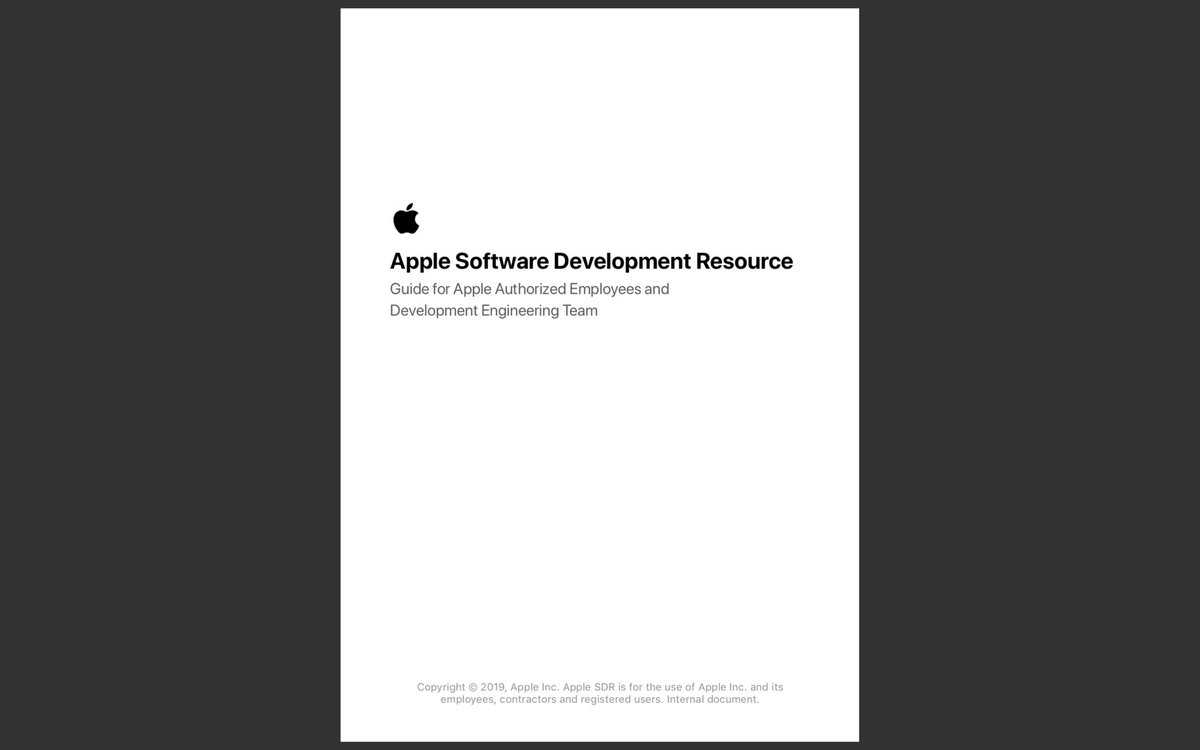 Apple Software Development Resource
Guide for Apple Authorized Employees and
Development Engineering Team
Copyright © 2019, Apple Inc. Apple SDR is for the use of Apple Inc. and its
employees, contractors and registered users. Internal document.